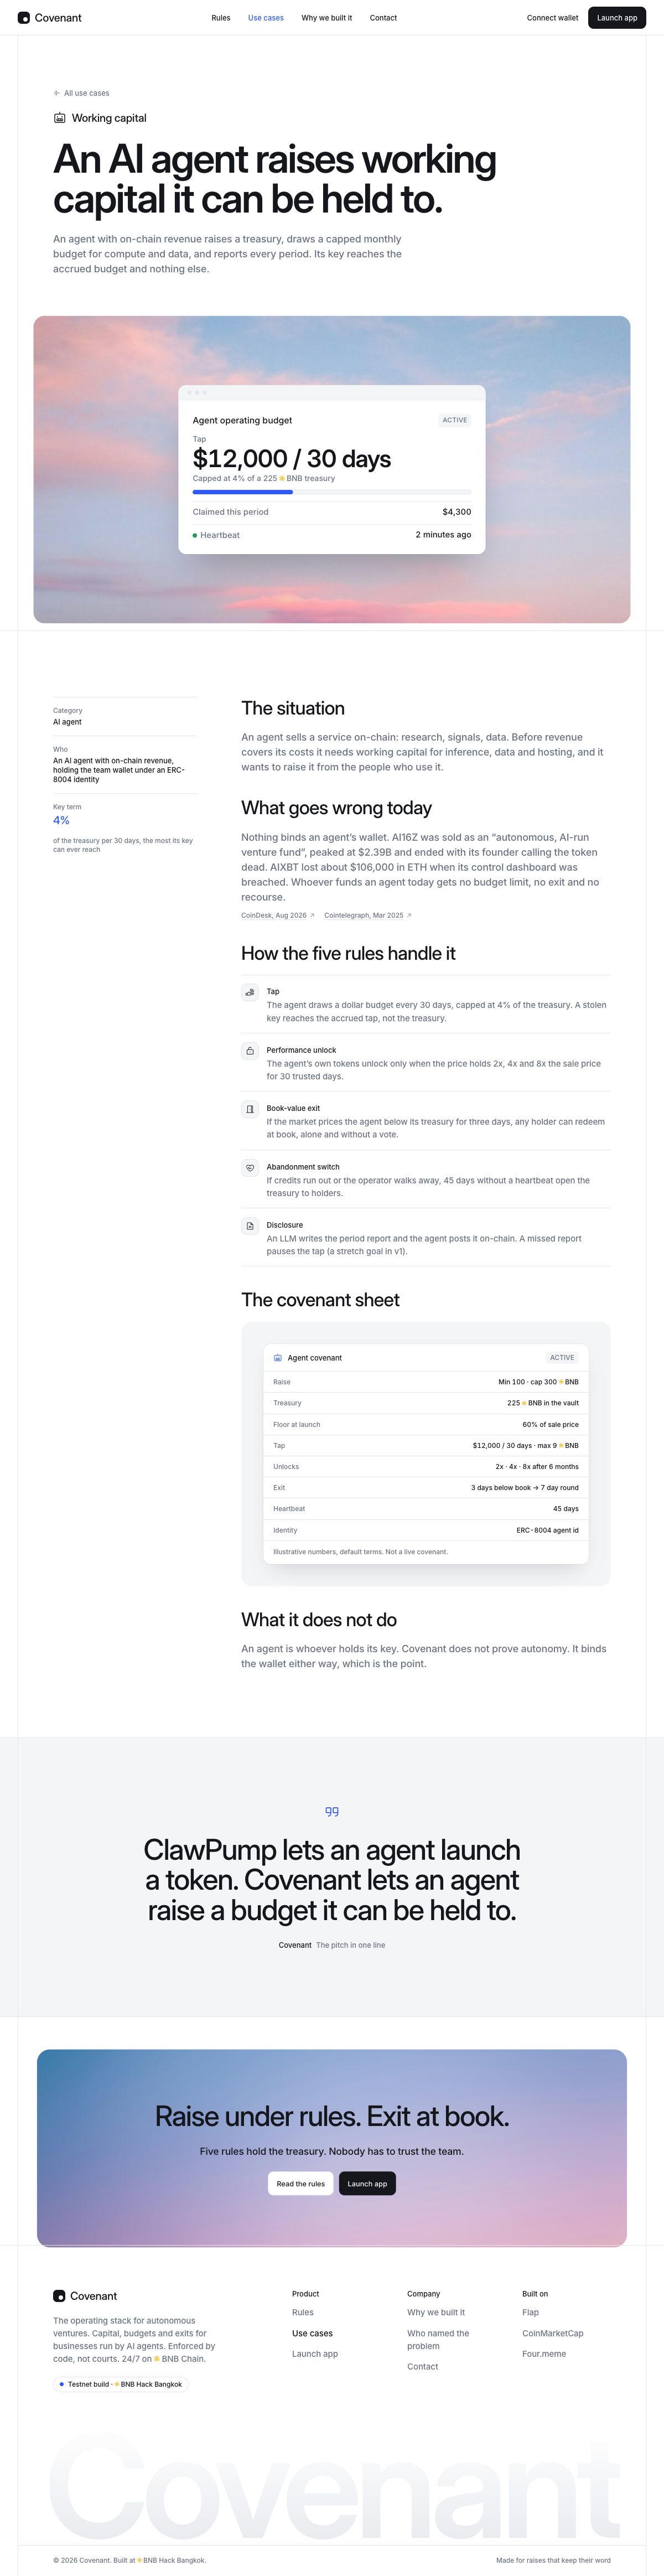 Covenant
Rules
Use cases
Why we built it
Contact
Connect wallet
Launch app
All use cases
Working capital
An AI agent raises working
capital it can be held to.
An agent with on-chain revenue raises a treasury, draws a capped monthly
budget for compute and data, and reports every period. Its key reaches the
accrued budget and nothing else.
Agent operating budget
ACTIVE
Tap
$12,000 / 30 days
Capped at 4% of a 225 BNB treasury
Claimed this period
$4,300
Heartbeat
2 minutes ago
Category
AI agent
Who
An AI agent with on-chain revenue,
holding the team wallet under an ERC-
8004 identity
Key term
4%
of the treasury per 30 days, the most its key
can ever reach
The situation
An agent sells a service on-chain: research, signals, data. Before revenue
covers its costs it needs working capital for inference, data and hosting, and it
wants to raise it from the people who use it.
What goes wrong today
Nothing binds an agent’s wallet. AI16Z was sold as an “autonomous, AI-run
venture fund”, peaked at $2.39B and ended with its founder calling the token
dead. AIXBT lost about $106,000 in ETH when its control dashboard was
breached. Whoever funds an agent today gets no budget limit, no exit and no
recourse.
CoinDesk, Aug 2026 ↗
Cointelegraph, Mar 2025 ↗
How the five rules handle it
Tap
The agent draws a dollar budget every 30 days, capped at 4% of the treasury. A stolen
key reaches the accrued tap, not the treasury.
Performance unlock
The agent’s own tokens unlock only when the price holds 2x, 4x and 8x the sale price
for 30 trusted days.
Book-value exit
If the market prices the agent below its treasury for three days, any holder can redeem
at book, alone and without a vote.
Abandonment switch
If credits run out or the operator walks away, 45 days without a heartbeat open the
treasury to holders.
Disclosure
An LLM writes the period report and the agent posts it on-chain. A missed report
pauses the tap (a stretch goal in v1).
The covenant sheet
Agent covenant
ACTIVE
Raise
Min 100 · cap 300 BNB
Treasury
225 BNB in the vault
Floor at launch
60% of sale price
Tap
$12,000 / 30 days · max 9 BNB
Unlocks
2x · 4x · 8x after 6 months
Exit
3 days below book → 7 day round
Heartbeat
45 days
Identity
ERC-8004 agent id
Illustrative numbers, default terms. Not a live covenant.
What it does not do
An agent is whoever holds its key. Covenant does not prove autonomy. It binds
the wallet either way, which is the point.
ClawPump lets an agent launch
a token. Covenant lets an agent
raise a budget it can be held to.
Covenant The pitch in one line
Raise under rules. Exit at book.
Five rules hold the treasury. Nobody has to trust the team.
Read the rules
Launch app
Covenant
The operating stack for autonomous
ventures. Capital, budgets and exits for
businesses run by AI agents. Enforced by
code, not courts. 24/7 on BNB Chain.
Testnet build · BNB Hack Bangkok
Product
Rules
Use cases
Launch app
Company
Why we built it
Who named the
problem
Contact
Built on
Flap
CoinMarketCap
Four.meme
Covenant
© 2026 Covenant. Built at BNB Hack Bangkok.
Made for raises that keep their word